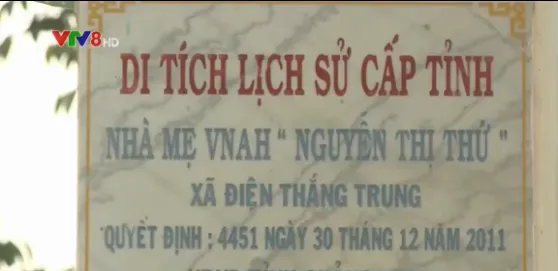 VTV8 HD
DI TÍCH LỊCH SỬ CẤP TỈNH
NHÀ MẸ VNAH " NGUYỄN THỊ THỨ "
XÃ ĐIỆN THẮNG TRUNG
QUYẾT ĐỊNH : 4451 NGÀY 30 THÁNG 12 NĂM 2011